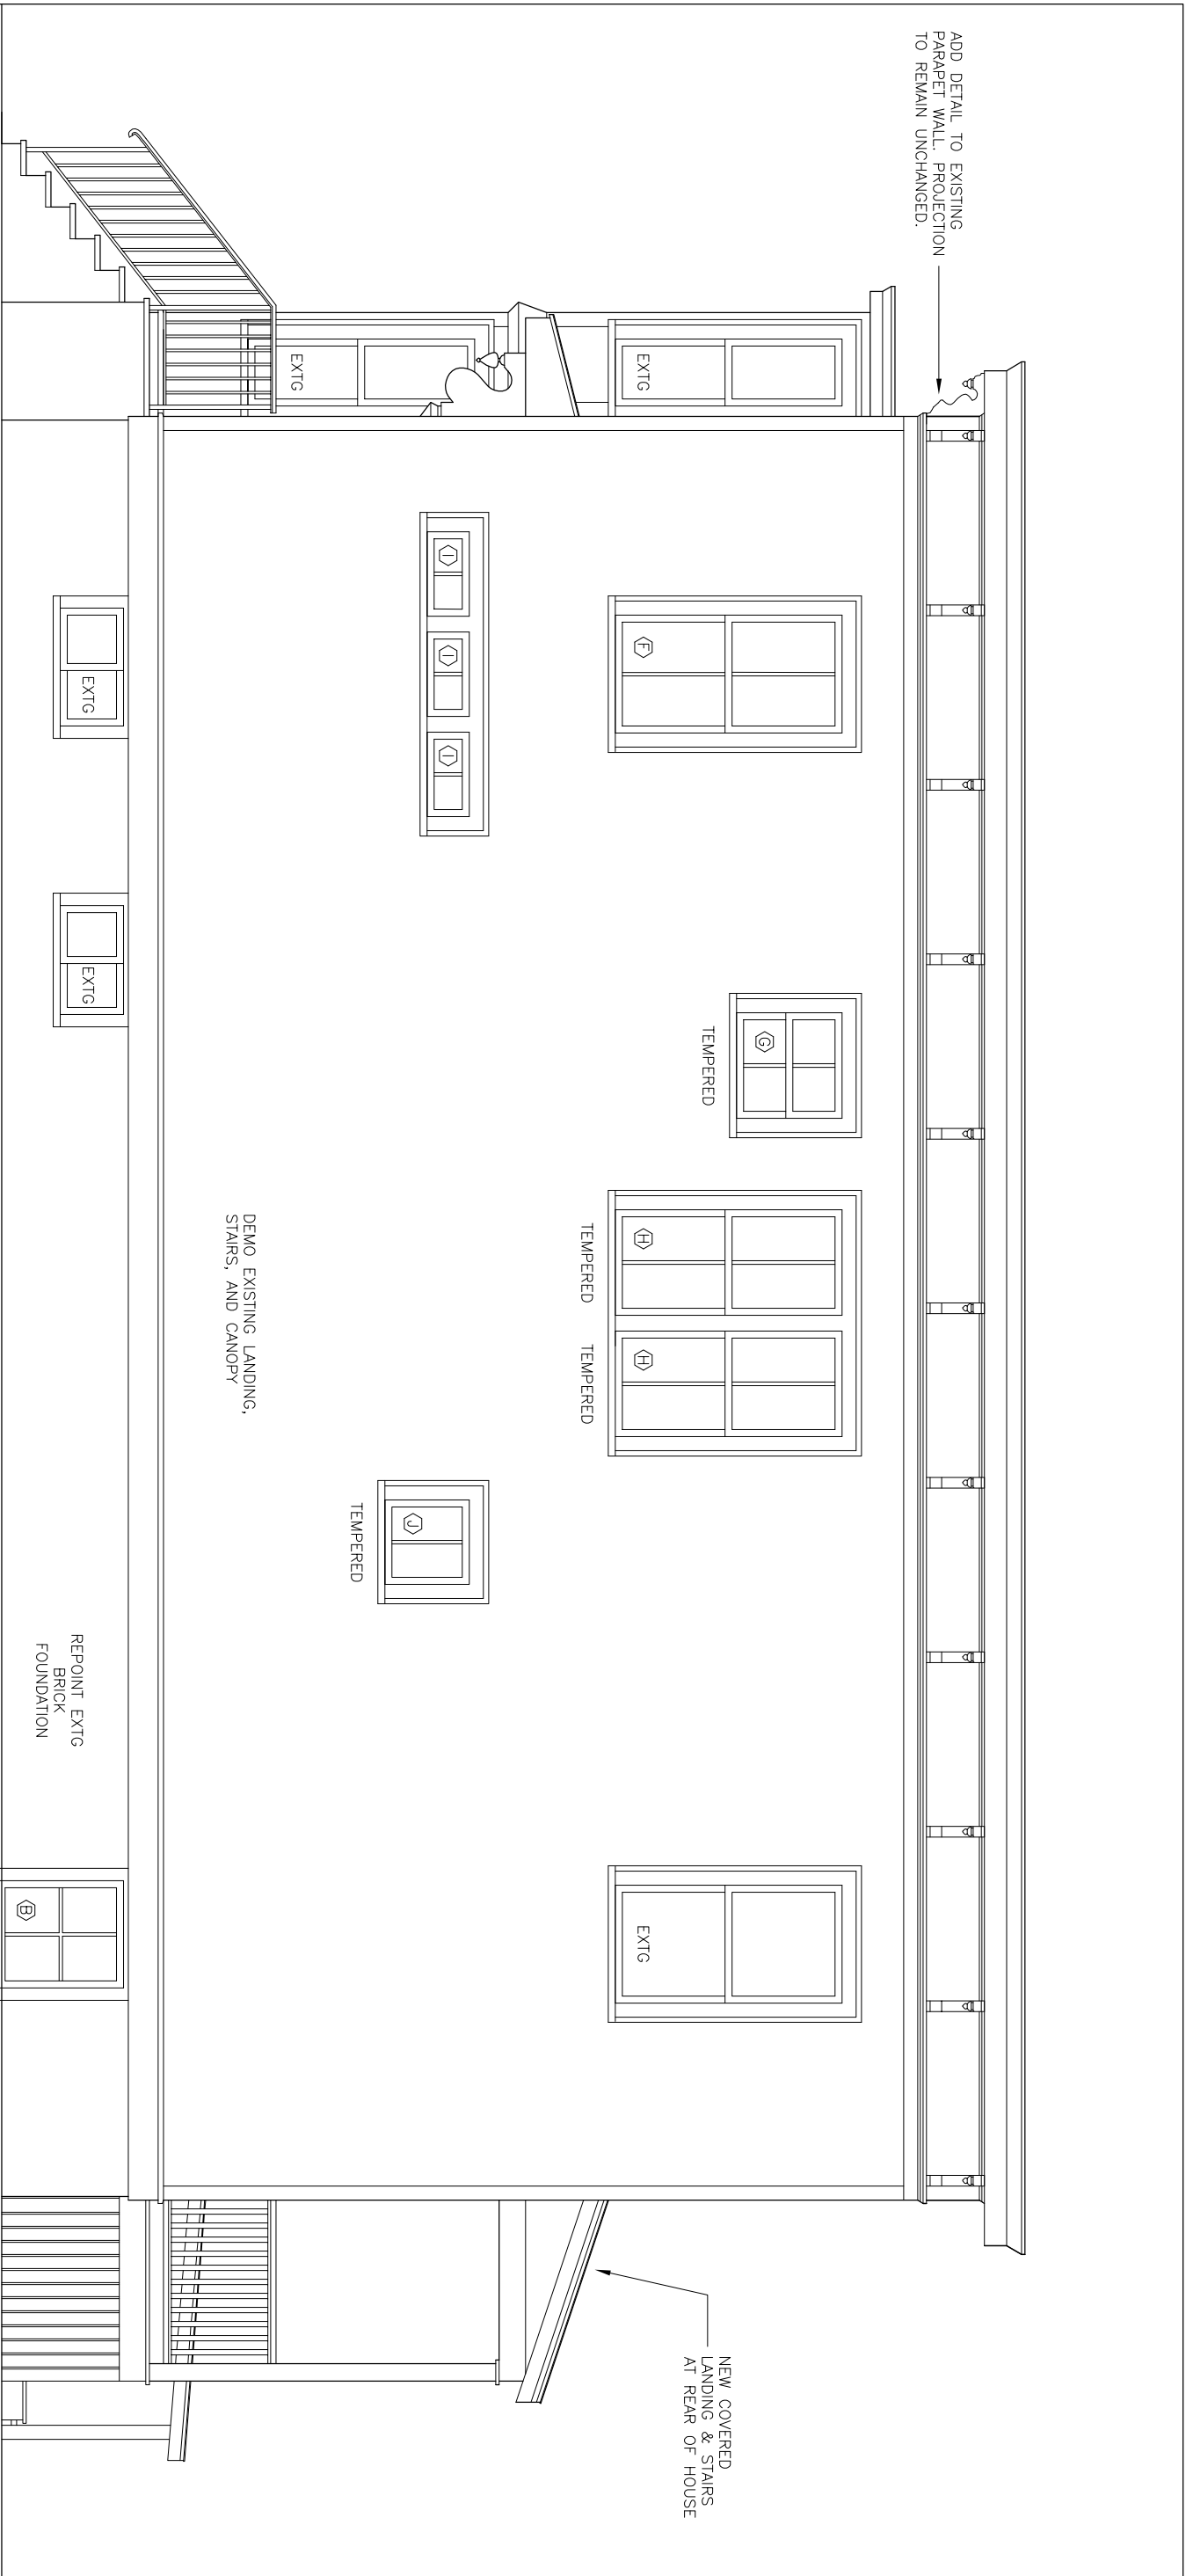 ADD DETAIL TO EXISTING
PARAPET WALL. PROJECTION
TO REMAIN UNCHANGED.
NEW COVERED
LANDING & STAIRS
AT REAR OF HOUSE
EXTG
F
G
TEMPERED
H
H
TEMPERED
TEMPERED
EXTG
EXTG
I
I
I
J
TEMPERED
DEMO EXISTING LANDING,
STAIRS, AND CANOPY
EXTG
EXTG
REPOINT EXTG
BRICK
FOUNDATION
B